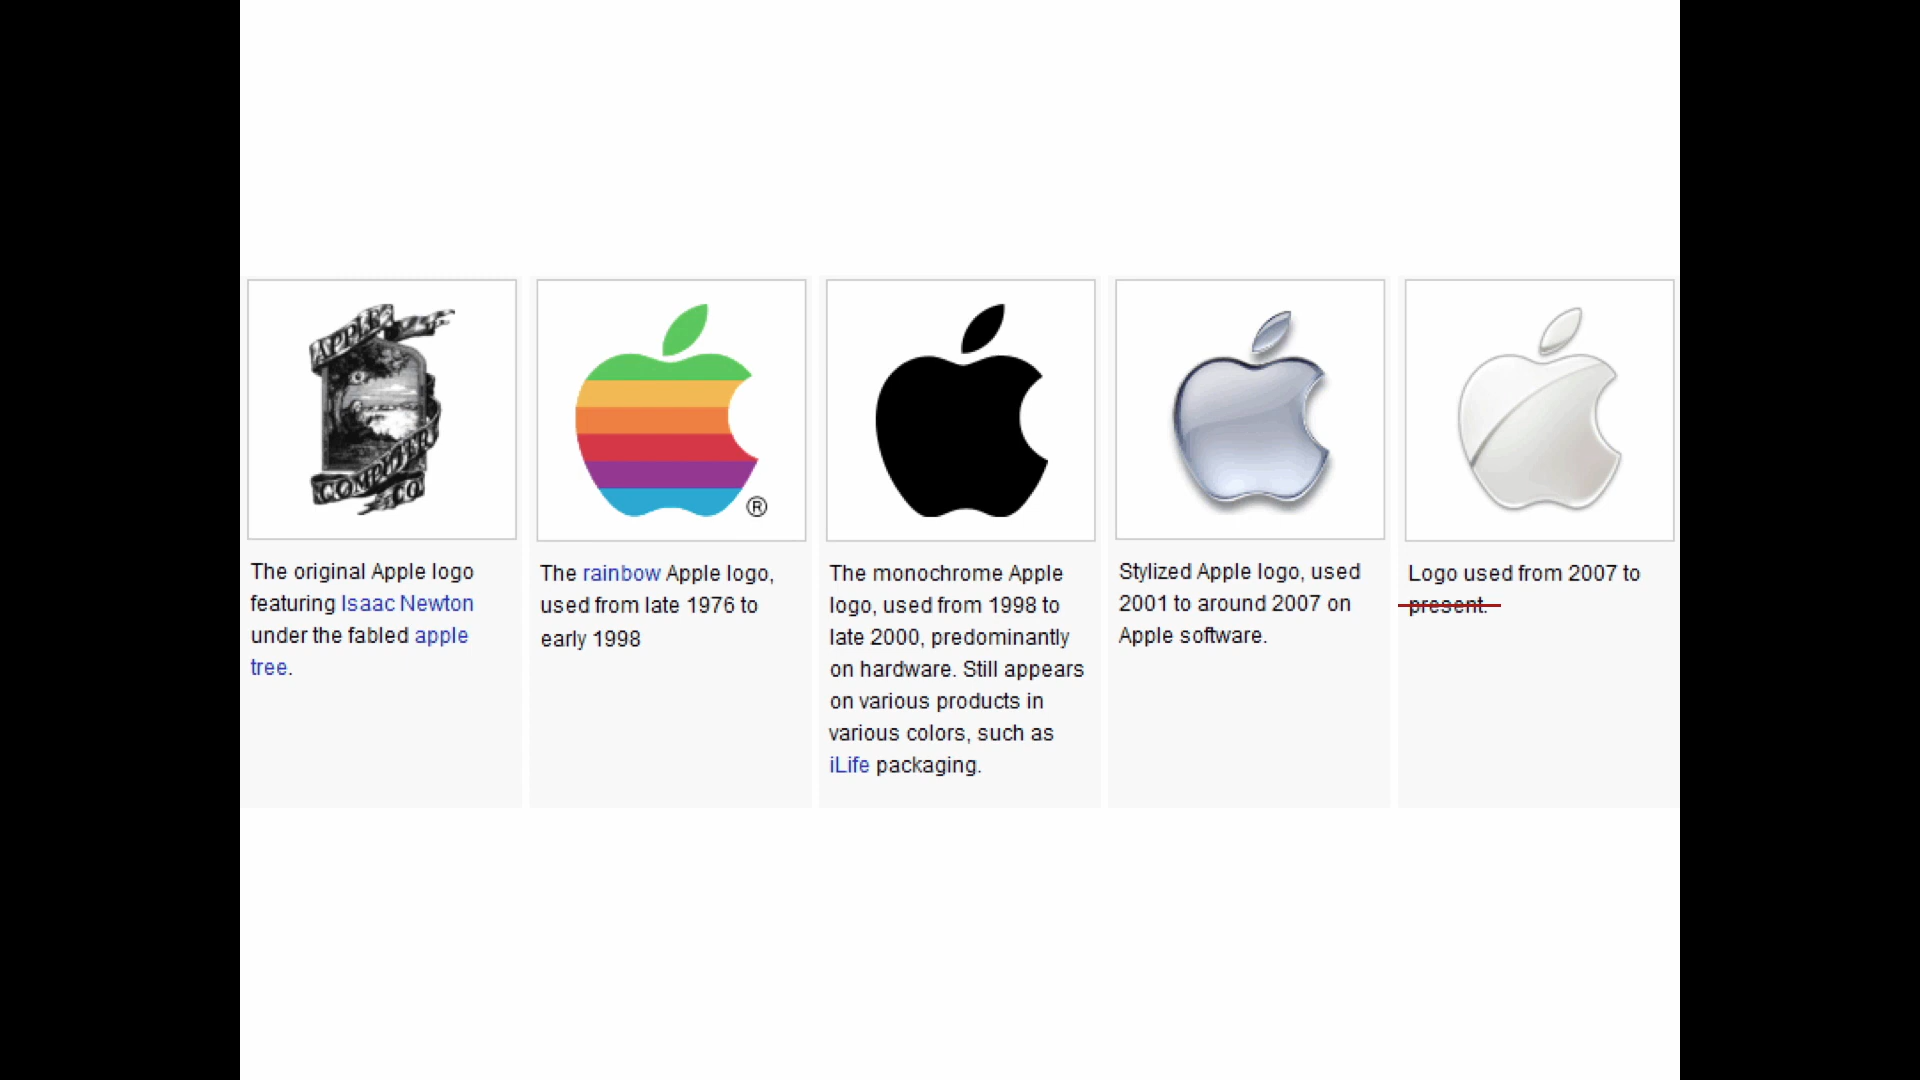 APPLE
COMPUTER
CO.
®
The original Apple logo
featuring Isaac Newton
under the fabled apple
tree.
The rainbow Apple logo,
used from late 1976 to
early 1998
The monochrome Apple
logo, used from 1998 to
late 2000, predominantly
on hardware. Still appears
on various products in
various colors, such as
iLife packaging.
Stylized Apple logo, used
2001 to around 2007 on
Apple software.
Logo used from 2007 to
present.